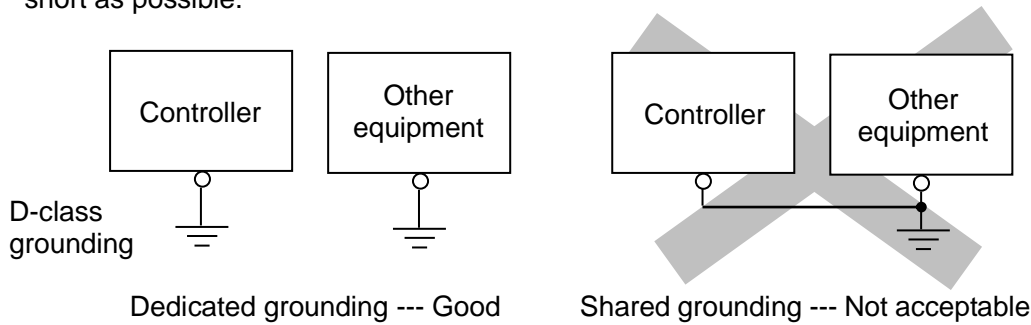 short as possible.
Controller
Other
equipment
Controller
Other
equipment
D-class
grounding
Dedicated grounding --- Good
Shared grounding --- Not acceptable